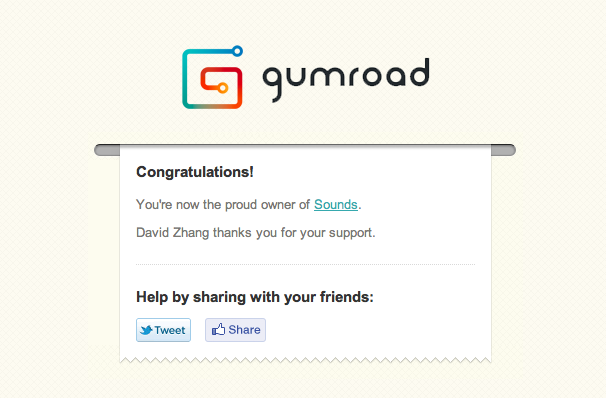 gumroad
Congratulations!
You're now the proud owner of Sounds.
David Zhang thanks you for your support.
Help by sharing with your friends:
Tweet Share